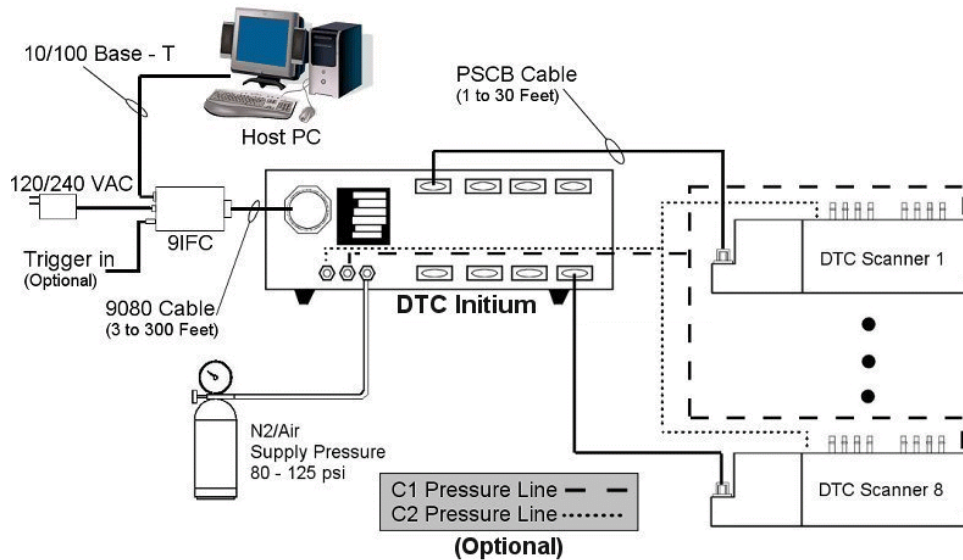 10/100 Base - T
Host PC
PSCB Cable
(1 to 30 Feet)
120/240 VAC
9IFC
Trigger in
(Optional)
9080 Cable
(3 to 300 Feet)
DTC Initium
DTC Scanner 1
N2/Air
Supply Pressure
80 - 125 psi
C1 Pressure Line
C2 Pressure Line
(Optional)
DTC Scanner 8